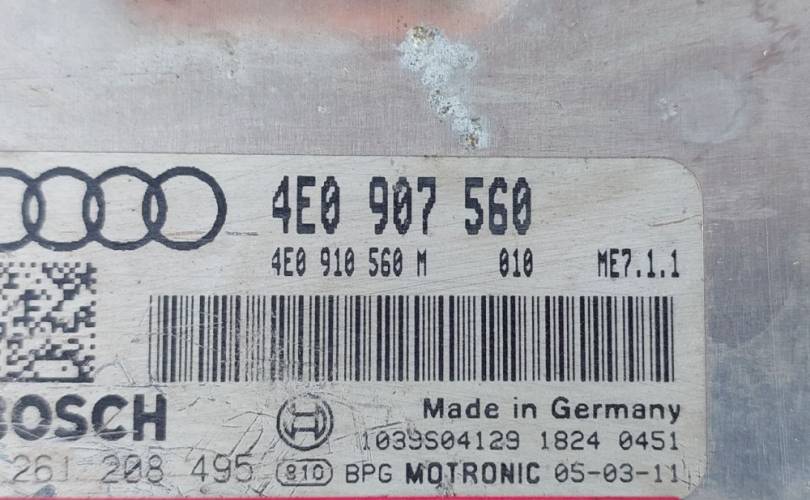 4E0 907 560
4E0 910 560 M 010 ME7.1.1
BOSCH
Made in Germany
1039S04129 1824 0451
261 208 495 810 BPG MOTRONIC 05-03-11